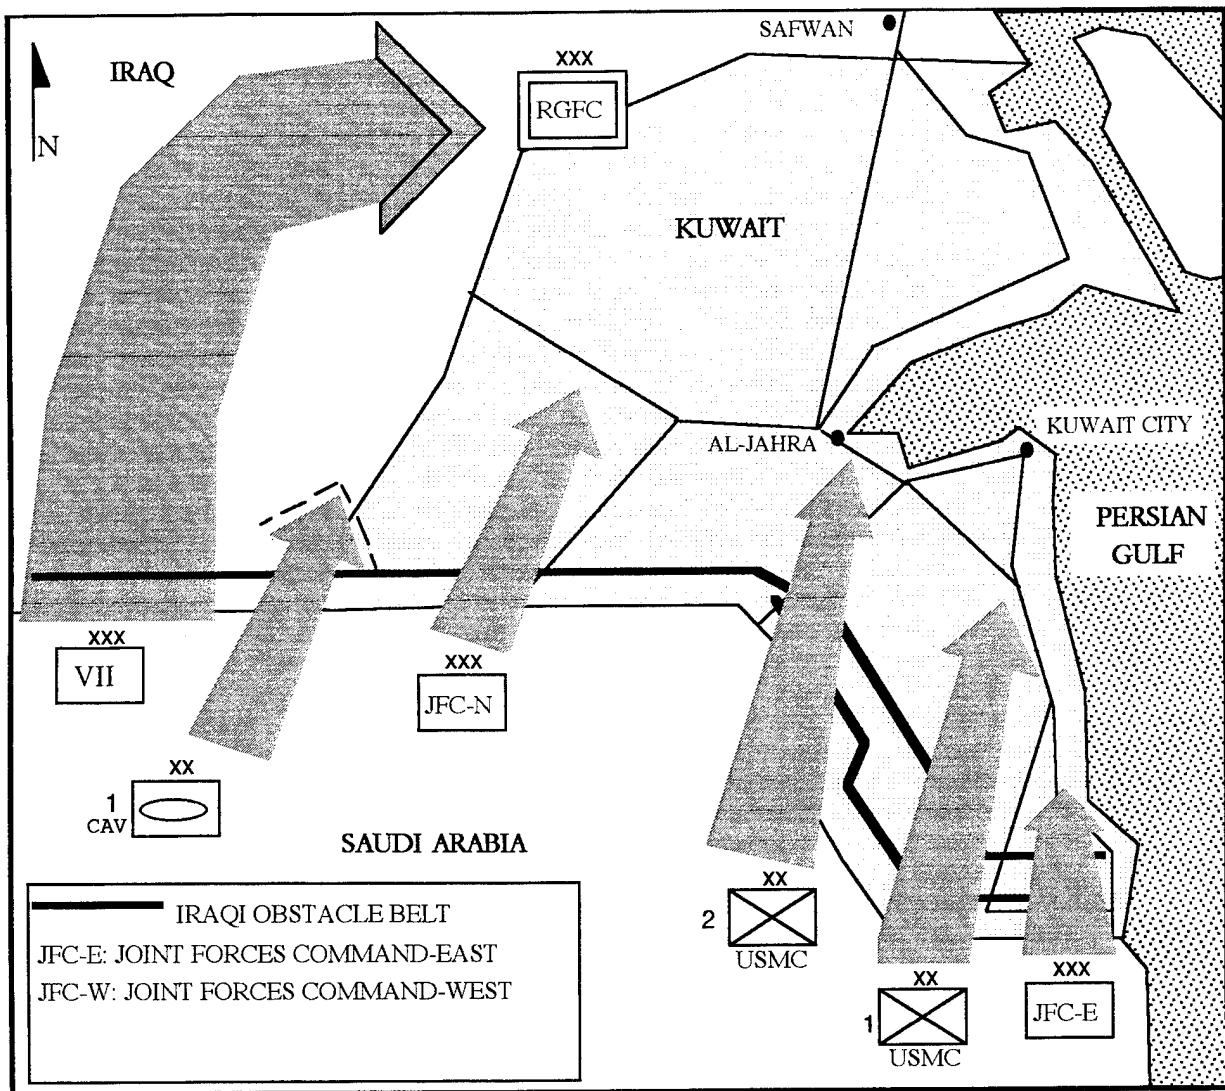 SAFWAN
IRAQ
N
XXX
RGFC
KUWAIT
AL-JAHRA
KUWAIT CITY
PERSIAN
GULF
XXX
VII
XXX
JFC-N
XX
1
CAV
SAUDI ARABIA
XX
2
USMC
XX
1
USMC
XXX
JFC-E
IRAQI OBSTACLE BELT
JFC-E: JOINT FORCES COMMAND-EAST
JFC-W: JOINT FORCES COMMAND-WEST